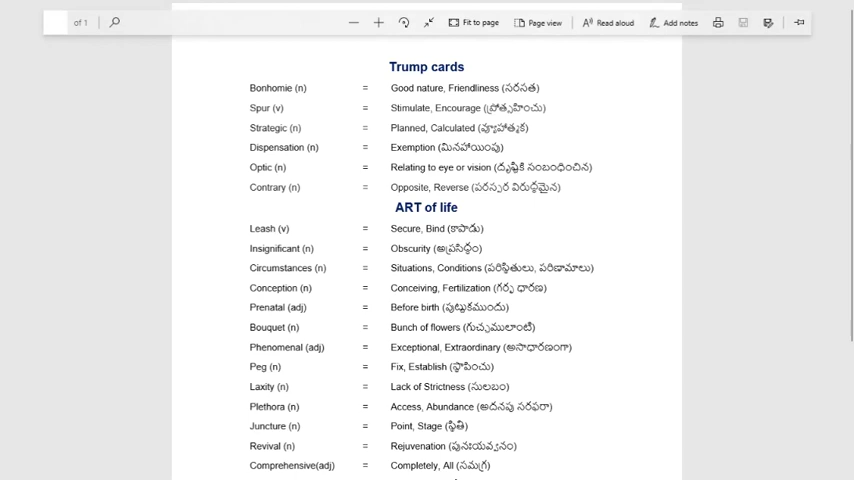 of 1 Fit to page Page view Read aloud Add notes
Trump cards
Bonhomie (n) = Good nature, Friendliness (సరసత)
Spur (v) = Stimulate, Encourage (ప్రోత్సహించు)
Strategic (n) = Planned, Calculated (వ్యూహాత్మక)
Dispensation (n) = Exemption (మినహాయింపు)
Optic (n) = Relating to eye or vision (దృష్టికి సంబంధించిన)
Contrary (n) = Opposite, Reverse (పరస్పర విరుద్ధమైన)
ART of life
Leash (v) = Secure, Bind (కాపాడు)
Insignificant (n) = Obscurity (అప్రసిద్ధం)
Circumstances (n) = Situations, Conditions (పరిస్థితులు, పరిణామాలు)
Conception (n) = Conceiving, Fertilization (గర్భ ధారణ)
Prenatal (adj) = Before birth (పుట్టుకముందు)
Bouquet (n) = Bunch of flowers (గుచ్ఛములాంటి)
Phenomenal (adj) = Exceptional, Extraordinary (అసాధారణంగా)
Peg (n) = Fix, Establish (స్థాపించు)
Laxity (n) = Lack of Strictness (సులబం)
Plethora (n) = Access, Abundance (అదనపు సరఫరా)
Juncture (n) = Point, Stage (స్థితి)
Revival (n) = Rejuvenation (పునఃయవ్వనం)
Comprehensive(adj) = Completely, All (సమగ్ర)